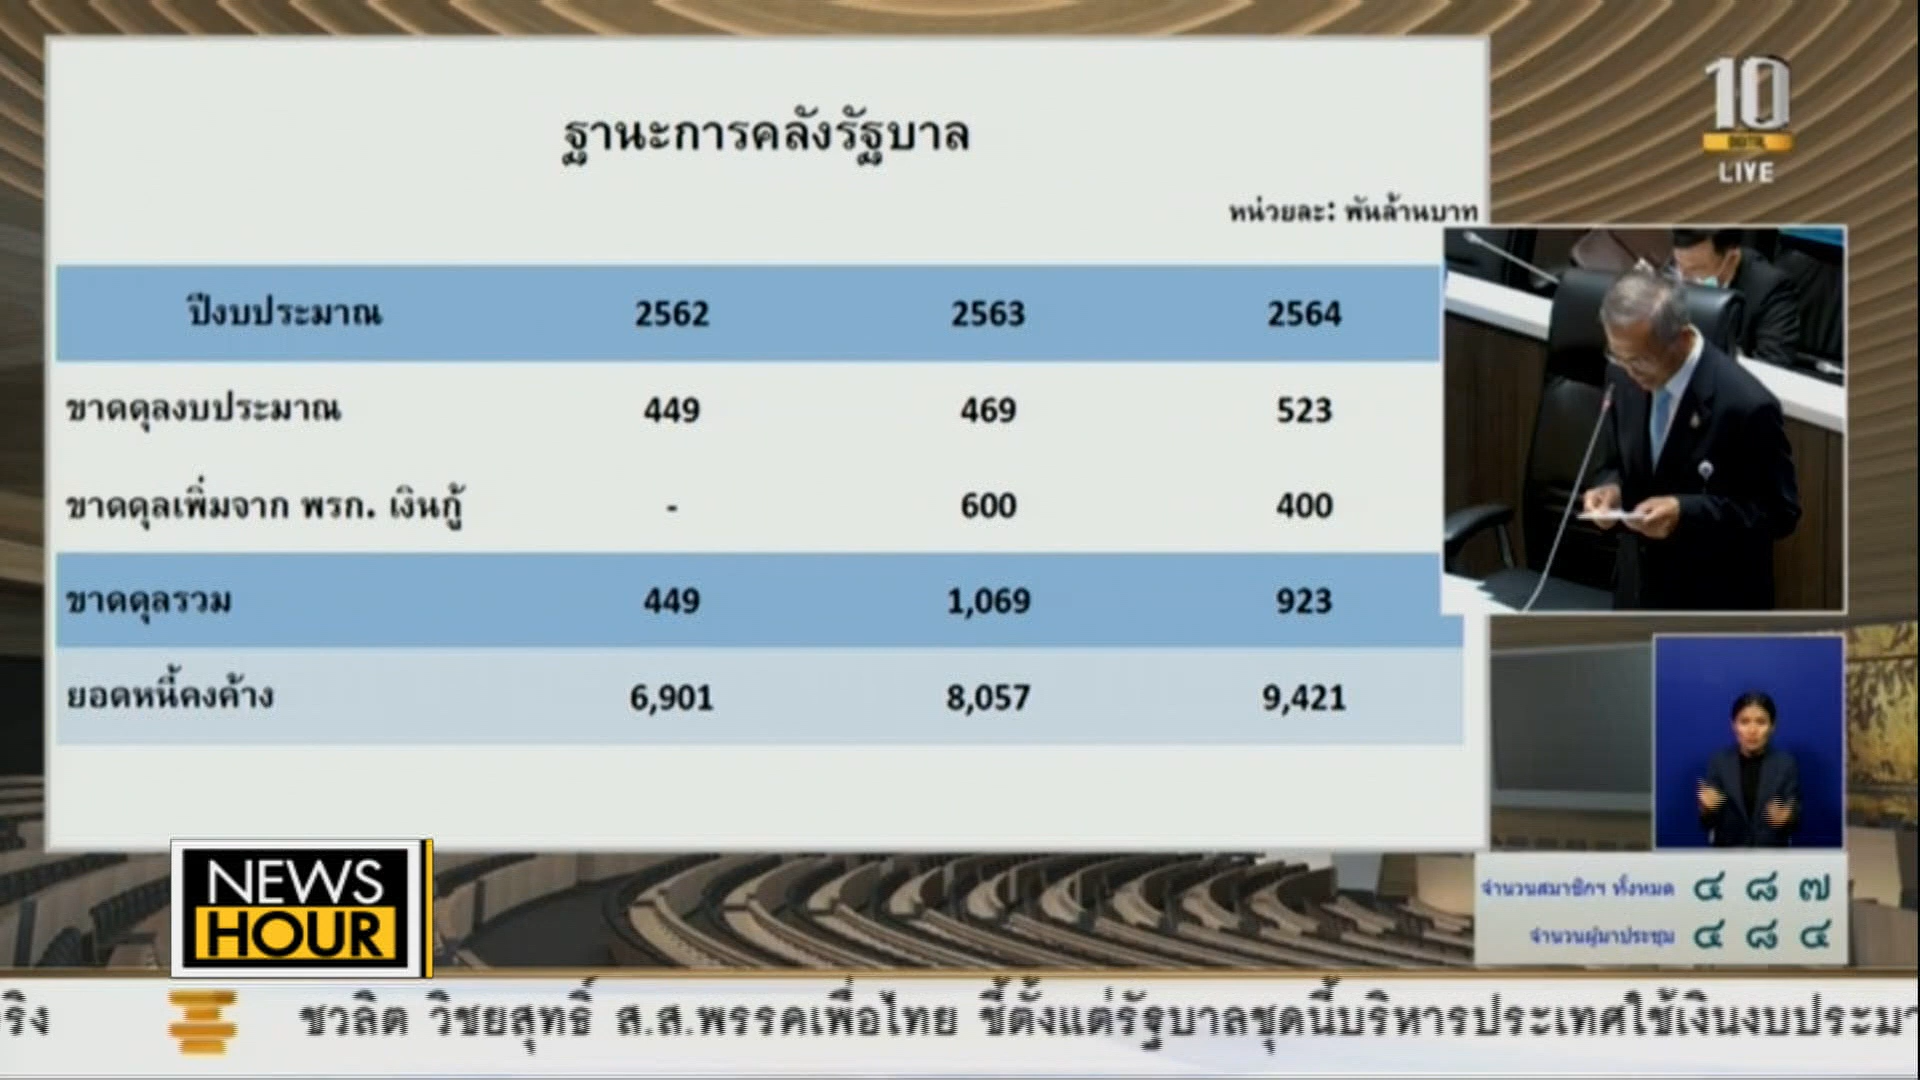 ฐานะการคลังรัฐบาล
หน่วยละ: พันล้านบาท
ปีงบประมาณ 2562 2563 2564
ขาดดุลงบประมาณ 449 469 523
ขาดดุลเพิ่มจาก พรก. เงินกู้ - 600 400
ขาดดุลรวม 449 1,069 923
ยอดหนี้คงค้าง 6,901 8,057 9,421
10
DIGITAL
LIVE
จำนวนสมาชิกฯ ทั้งหมด ๔ ๘ ๗
จำนวนผู้มาประชุม ๔ ๘ ๔
NEWS
HOUR
ริง ชวลิต วิชยสุทธิ์ ส.ส.พรรคเพื่อไทย ชี้ตั้งแต่รัฐบาลชุดนี้บริหารประเทศใช้เงินงบประมา